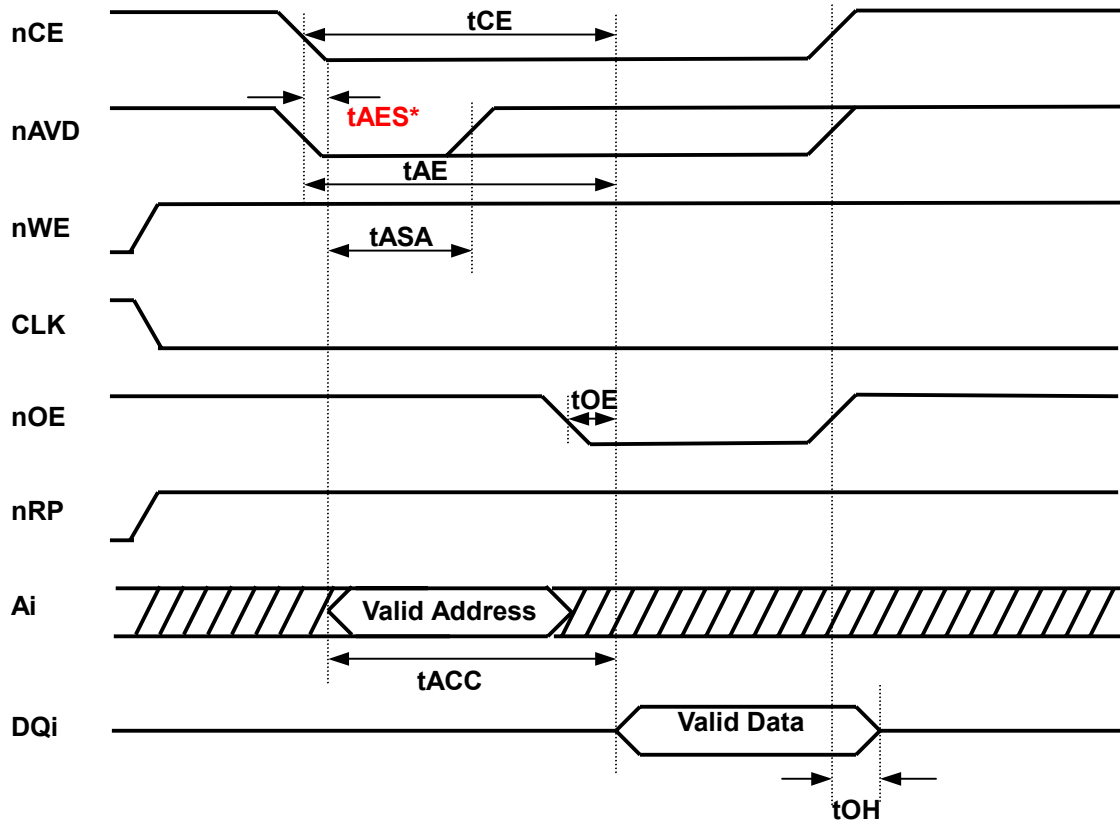 nCE
tCE
tAES*
nAVD
tAE
nWE
tASA
CLK
nOE
tOE
nRP
Ai
Valid Address
tACC
DQi
Valid Data
tOH